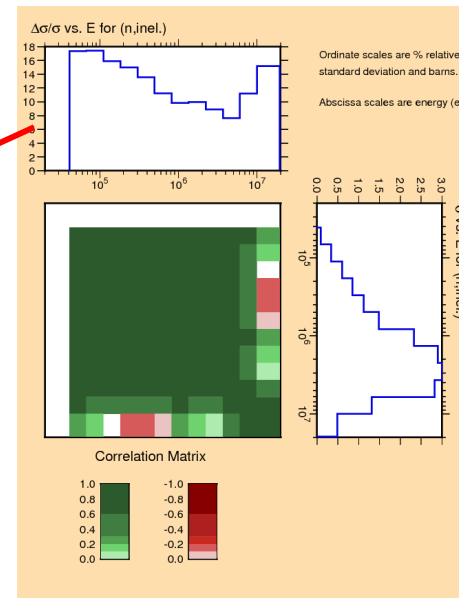 Δσ/σ vs. E for (n,inel.)
Ordinate scales are % relative
standard deviation and barns.
Abscissa scales are energy (e
18
16
14
12
10
8
6
4
2
0
10⁵ 10⁶ 10⁷
0.0 0.5 1.0 1.5 2.0 2.5 3.0
σ vs. E for (n,inel.)
10⁵
10⁶
10⁷
Correlation Matrix
1.0 -1.0
0.8 -0.8
0.6 -0.6
0.4 -0.4
0.2 -0.2
0.0 0.0